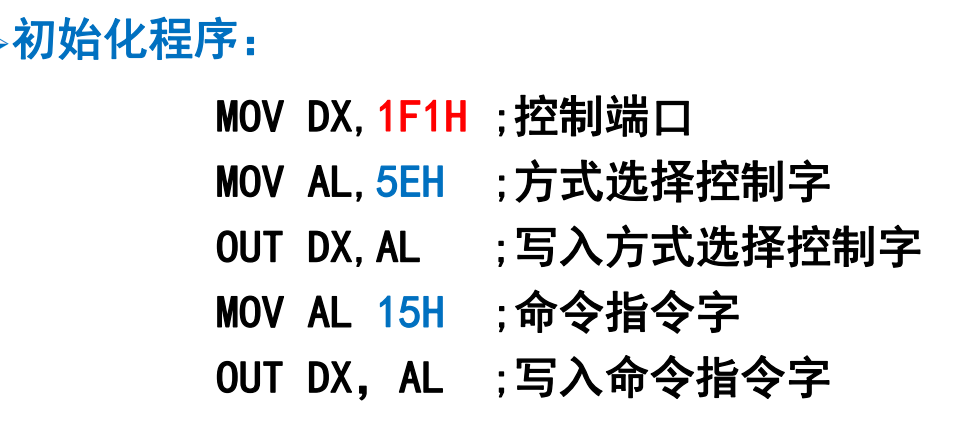 初始化程序：
MOV DX,1F1H ;控制端口
MOV AL,5EH ;方式选择控制字
OUT DX,AL ;写入方式选择控制字
MOV AL 15H ;命令指令字
OUT DX，AL ;写入命令指令字